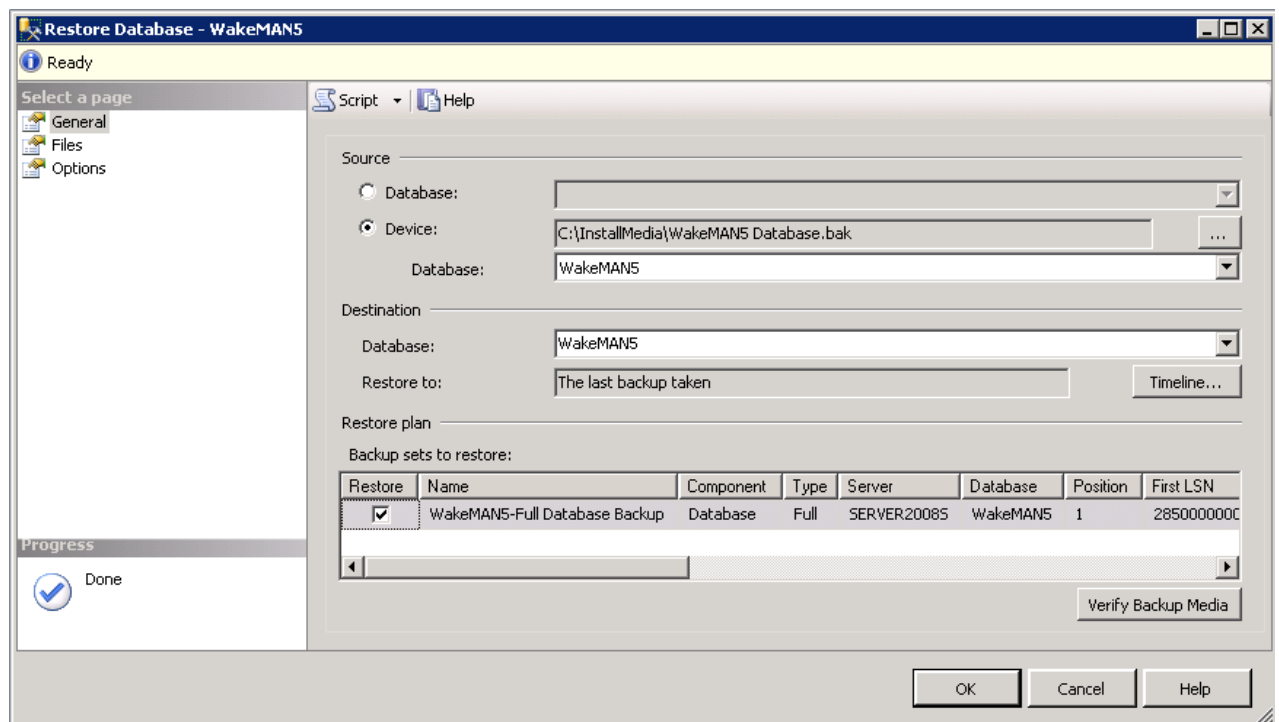 Restore Database - WakeMAN5
Ready
Select a page
General
Files
Options
Script Help
Source
Database:
Device: C:\InstallMedia\WakeMAN5 Database.bak ...
Database: WakeMAN5
Destination
Database: WakeMAN5
Restore to: The last backup taken Timeline...
Restore plan
Backup sets to restore:
Restore Name Component Type Server Database Position First LSN
WakeMAN5-Full Database Backup Database Full SERVER2008S WakeMAN5 1 2850000000
Progress
Done
Verify Backup Media
OK Cancel Help